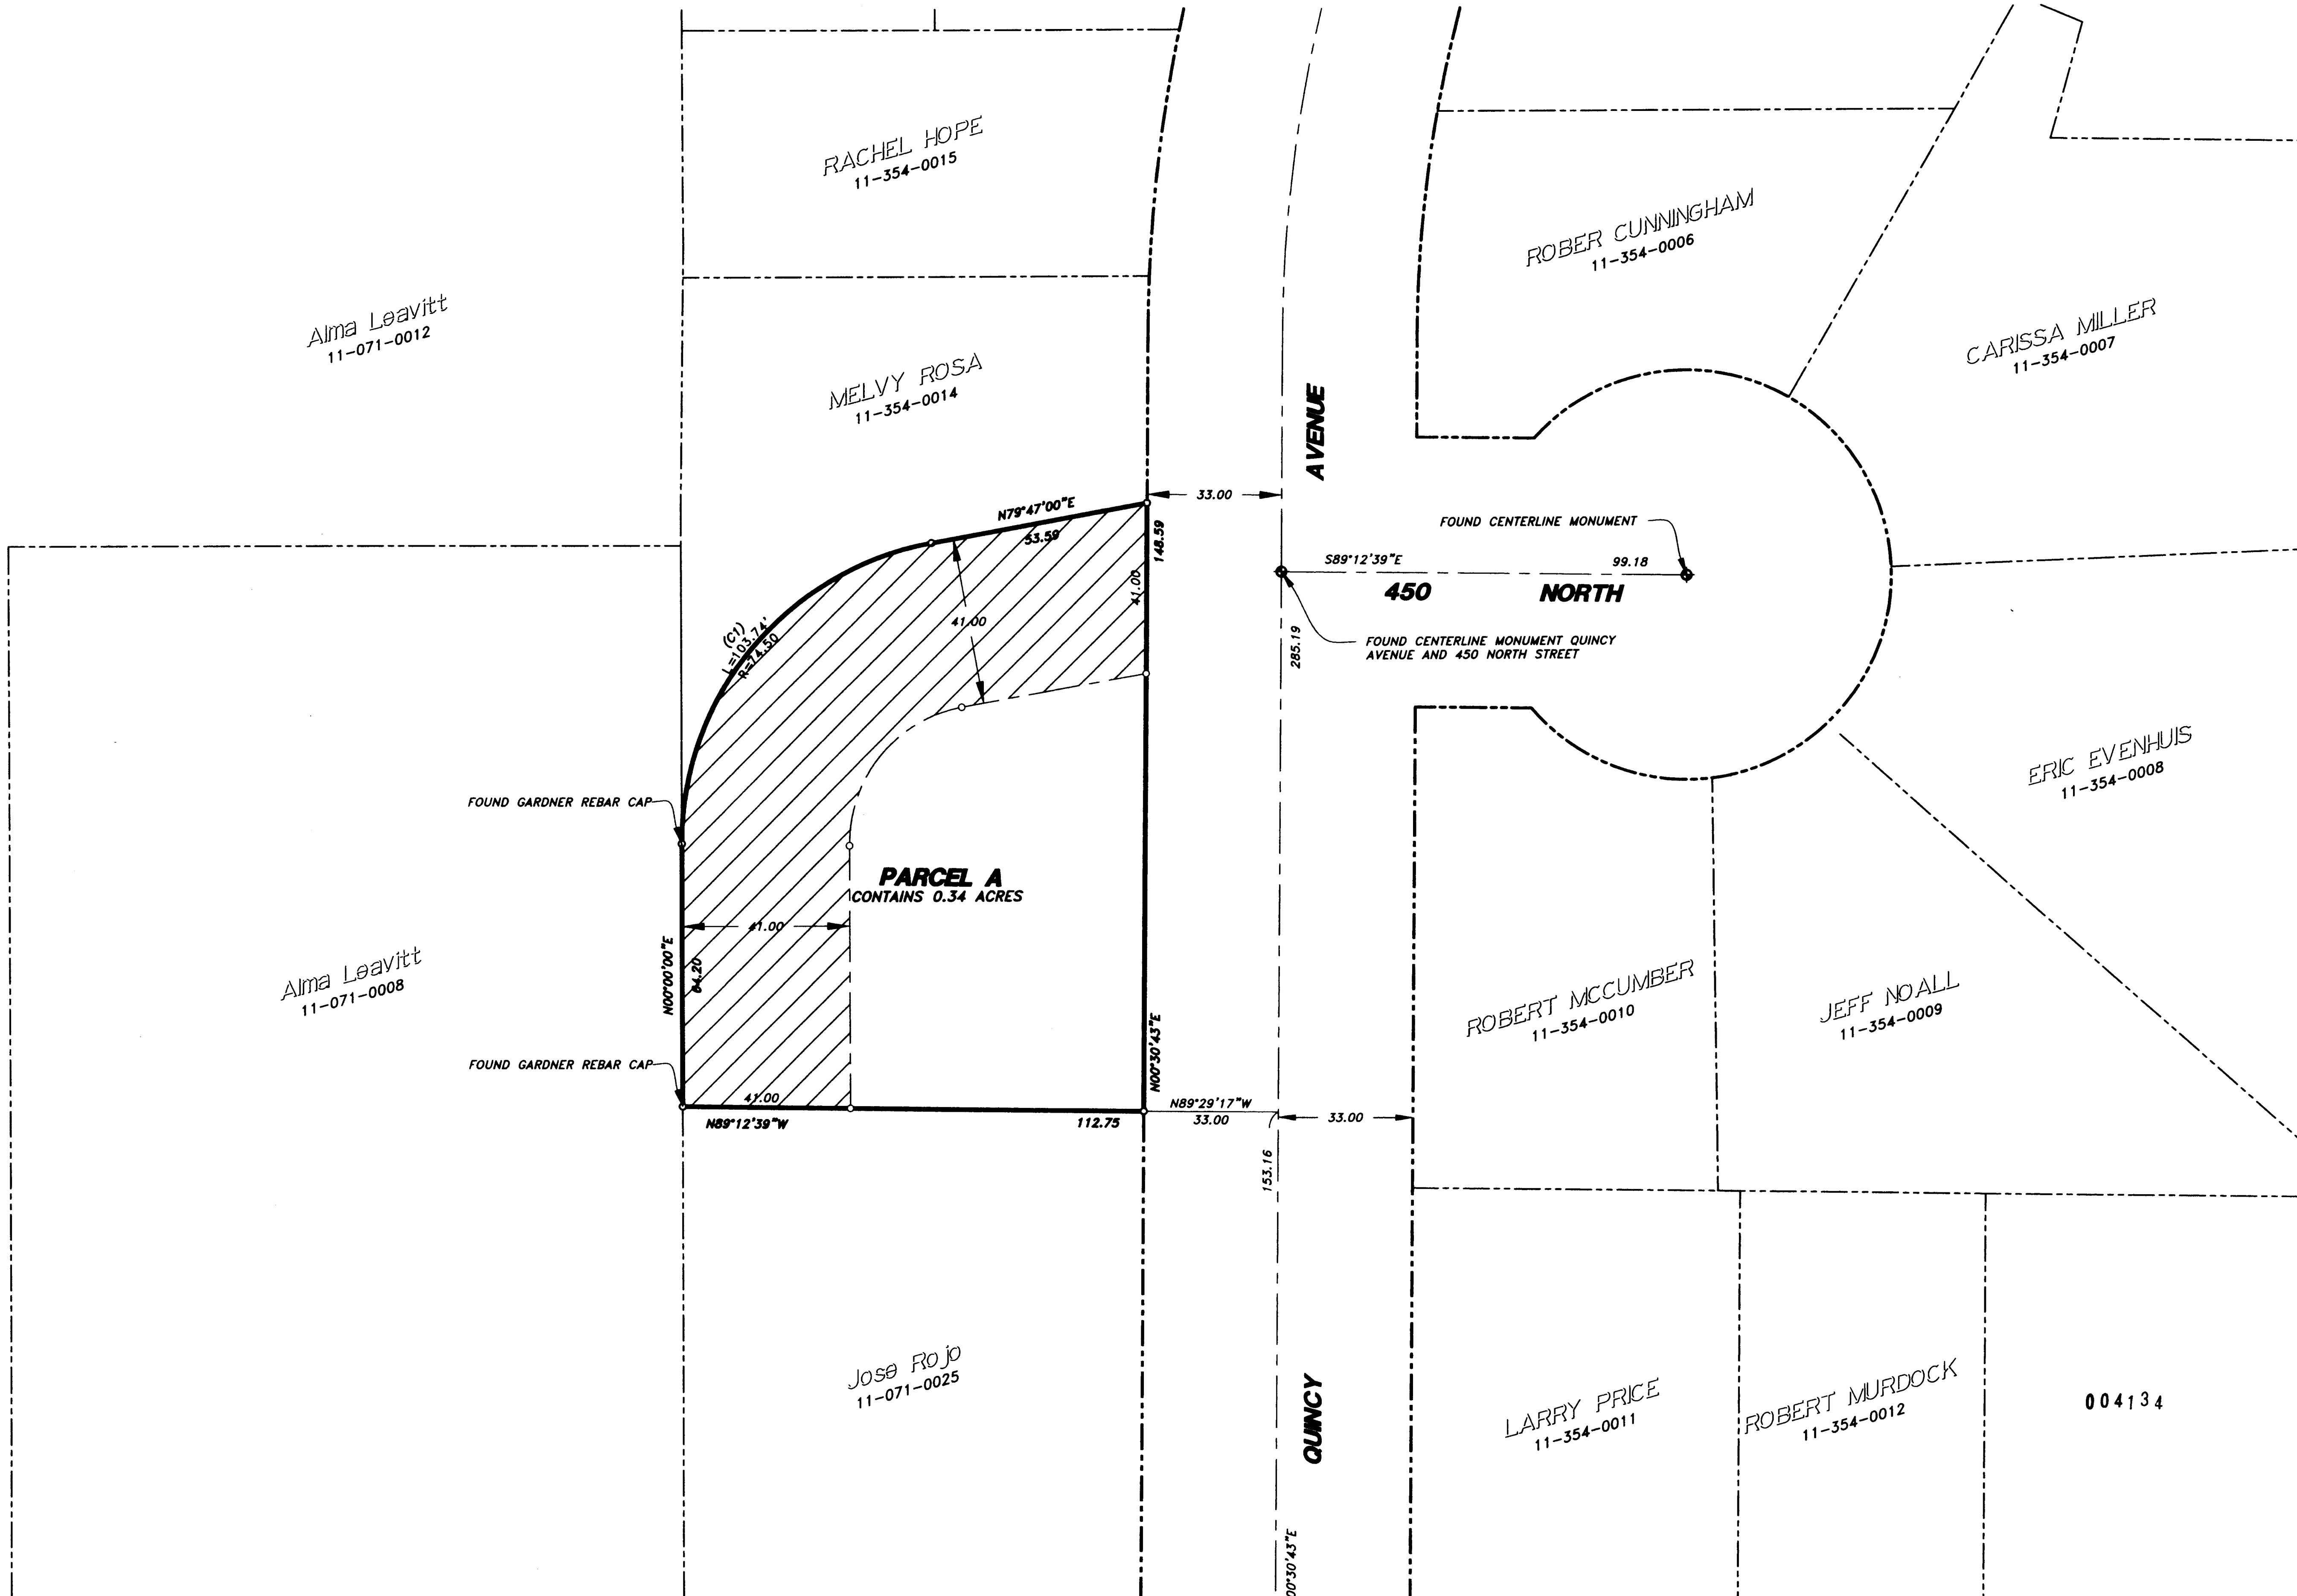 RACHEL HOPE
11-354-0015
ROBER CUNNINGHAM
11-354-0006
Alma Leavitt
11-071-0012
CARISSA MILLER
11-354-0007
MELVY ROSA
11-354-0014
AVENUE
N79°47'00"E
53.59
33.00
148.59
41.00
FOUND CENTERLINE MONUMENT
S89°12'39"E
99.18
450 NORTH
FOUND CENTERLINE MONUMENT QUINCY
AVENUE AND 450 NORTH STREET
285.19
41.00
(C1)
L=103.74'
R=74.50
ERIC EVENHUIS
11-354-0008
FOUND GARDNER REBAR CAP
PARCEL A
CONTAINS 0.34 ACRES
41.00
N00°00'00"E
64.20
Alma Leavitt
11-071-0008
ROBERT MCCUMBER
11-354-0010
JEFF NOALL
11-354-0009
FOUND GARDNER REBAR CAP
N00°30'43"E
41.00
N89°12'39"W
112.75
N89°29'17"W
33.00
33.00
153.16
Jose Rojo
11-071-0025
QUINCY
LARRY PRICE
11-354-0011
ROBERT MURDOCK
11-354-0012
004134
00°30'43"E